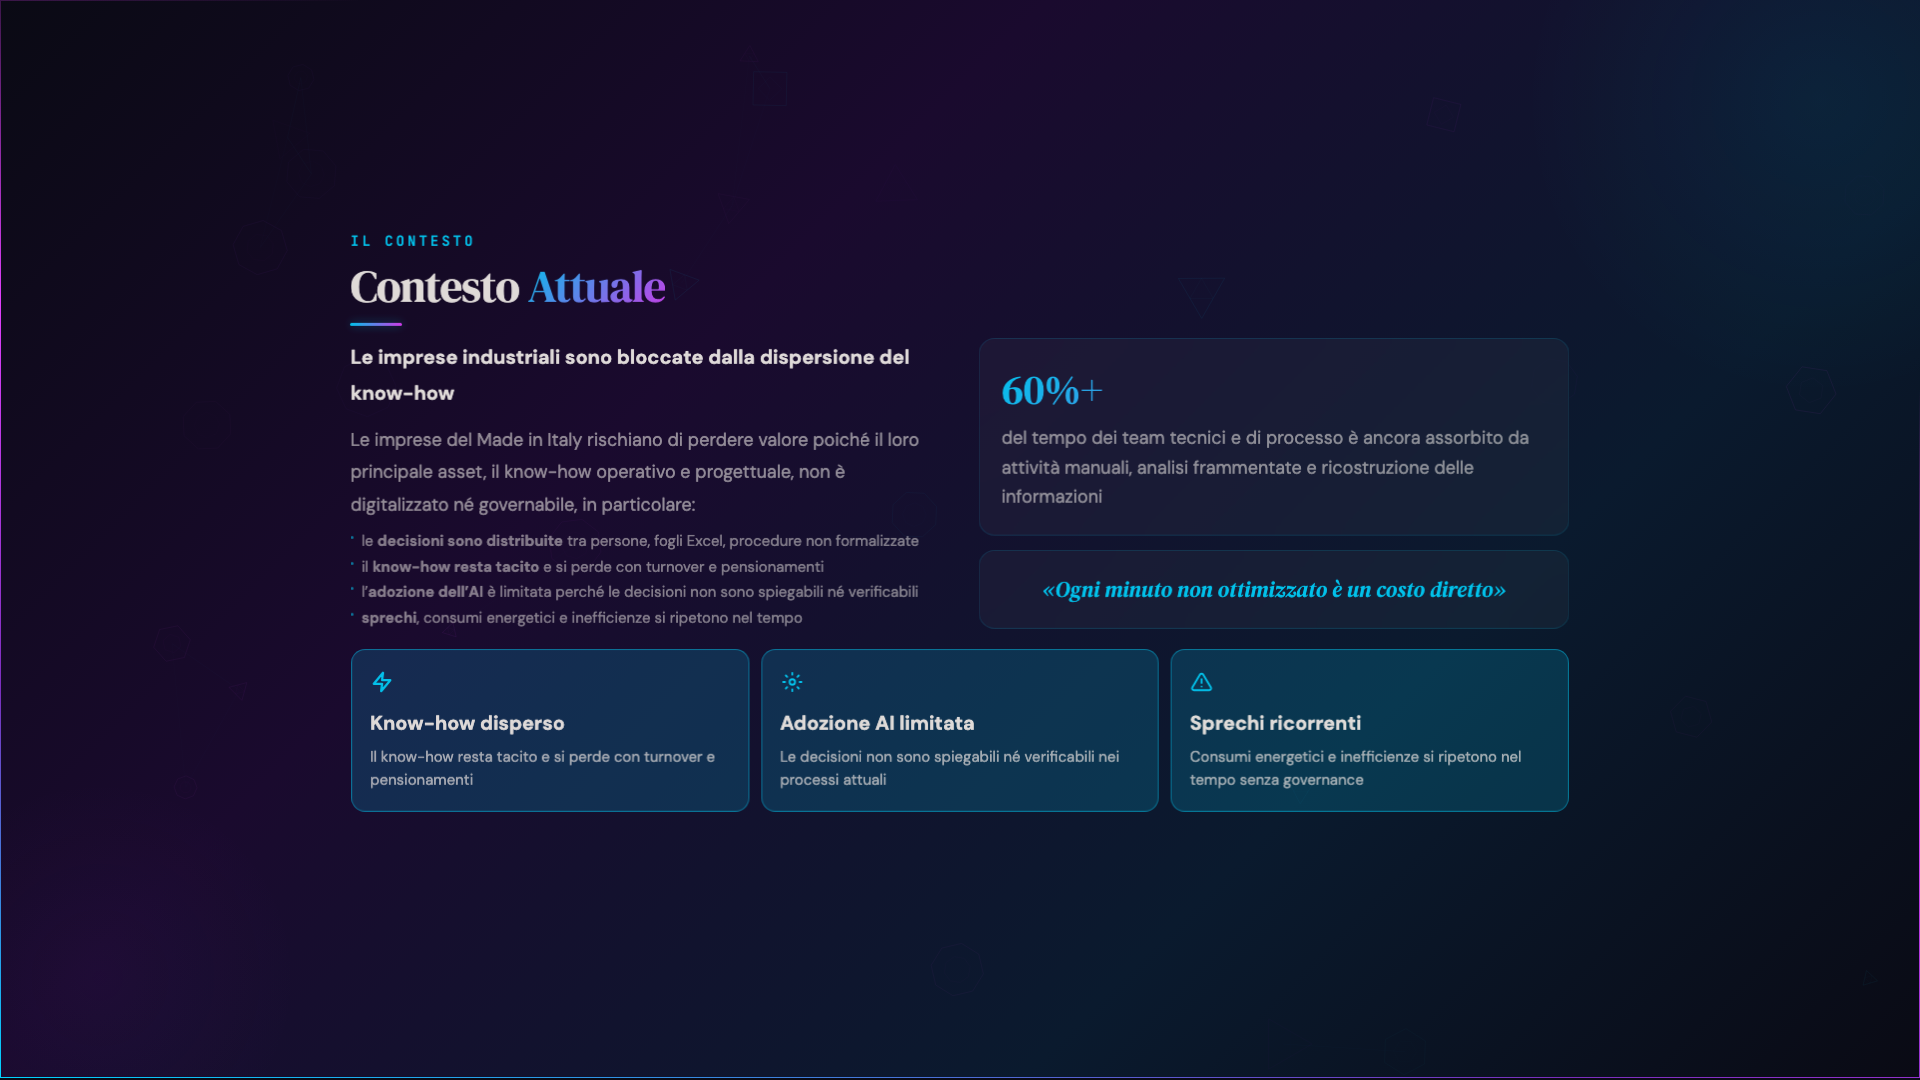 IL CONTESTO
Contesto Attuale
Le imprese industriali sono bloccate dalla dispersione del
know-how
Le imprese del Made in Italy rischiano di perdere valore poiché il loro
principale asset, il know-how operativo e progettuale, non è
digitalizzato né governabile, in particolare:
· le decisioni sono distribuite tra persone, fogli Excel, procedure non formalizzate
· il know-how resta tacito e si perde con turnover e pensionamenti
· l'adozione dell'AI è limitata perché le decisioni non sono spiegabili né verificabili
· sprechi, consumi energetici e inefficienze si ripetono nel tempo
60%+
del tempo dei team tecnici e di processo è ancora assorbito da
attività manuali, analisi frammentate e ricostruzione delle
informazioni
«Ogni minuto non ottimizzato è un costo diretto»
Know-how disperso
Il know-how resta tacito e si perde con turnover e
pensionamenti
Adozione AI limitata
Le decisioni non sono spiegabili né verificabili nei
processi attuali
Sprechi ricorrenti
Consumi energetici e inefficienze si ripetono nel
tempo senza governance